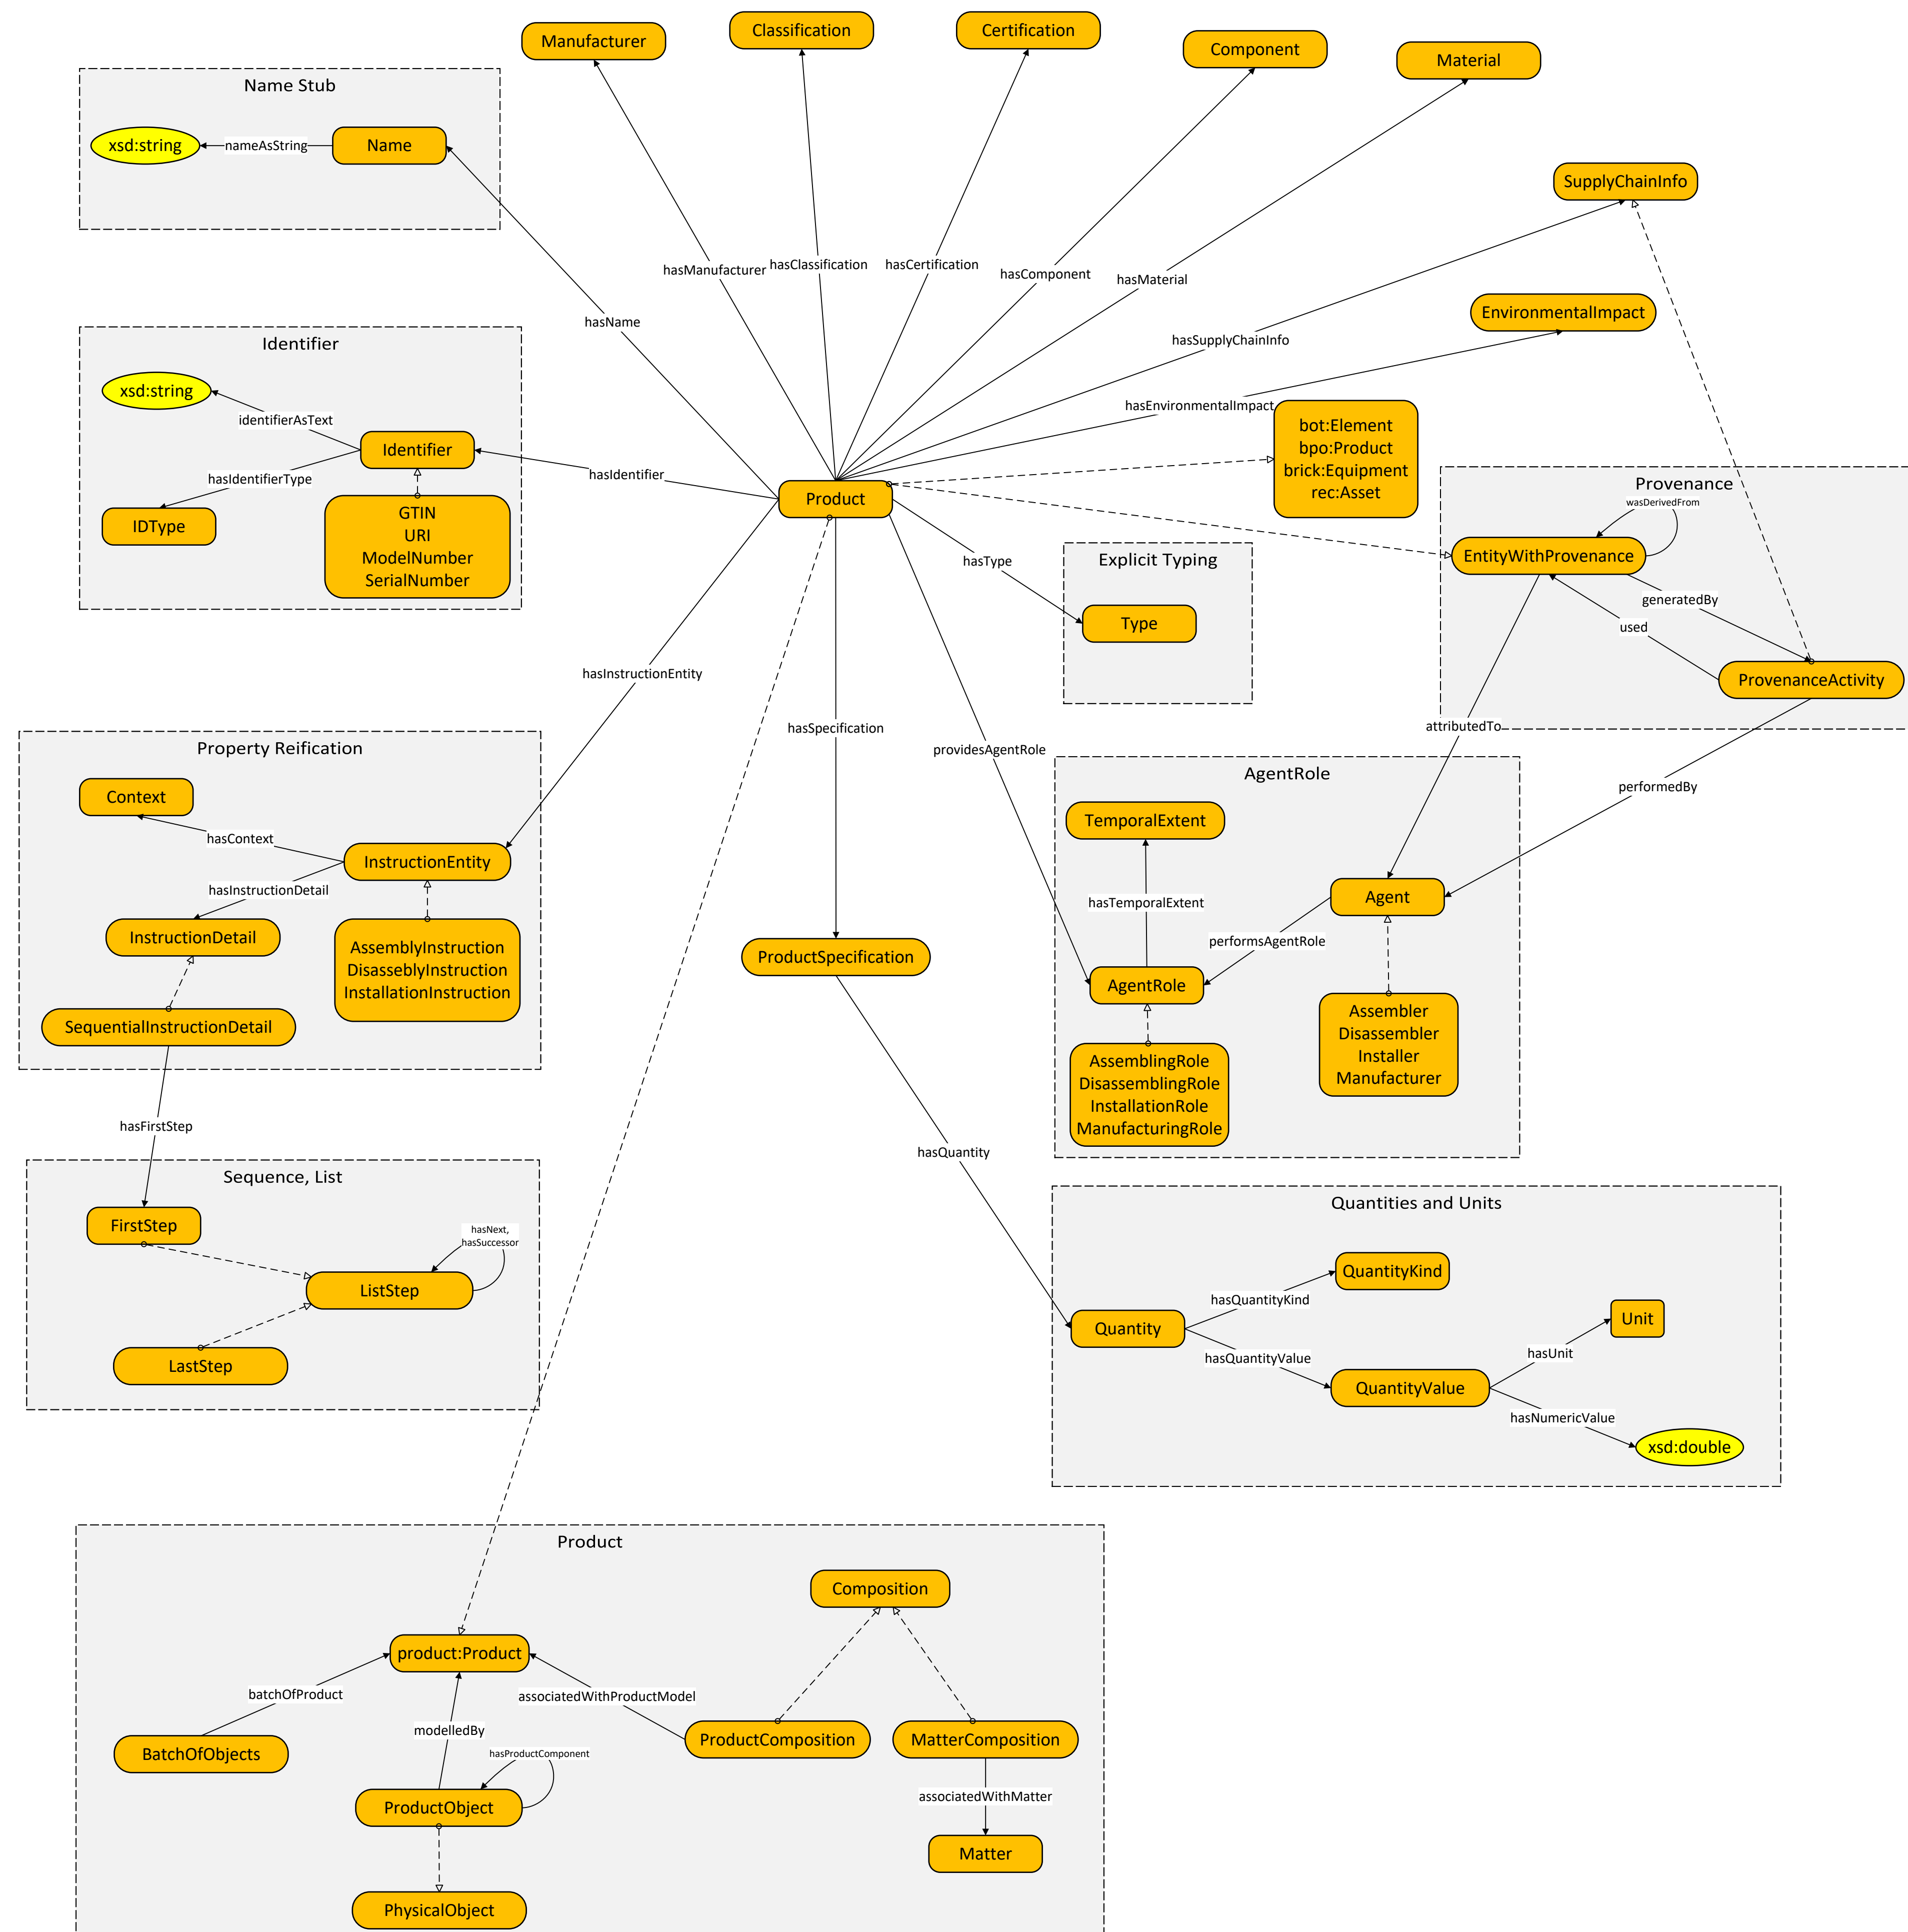 Manufacturer
Classification
Certification
Component
Material
Name Stub
xsd:string
nameAsString
Name
SupplyChainInfo
hasManufacturer
hasClassification
hasCertification
hasComponent
hasMaterial
hasName
hasSupplyChainInfo
EnvironmentalImpact
hasEnvironmentalImpact
Identifier
xsd:string
identifierAsText
Identifier
hasIdentifierType
IDType
GTIN
URI
ModelNumber
SerialNumber
hasIdentifier
Product
bot:Element
bpo:Product
brick:Equipment
rec:Asset
Provenance
wasDerivedFrom
EntityWithProvenance
generatedBy
used
ProvenanceActivity
hasType
Explicit Typing
Type
hasInstructionEntity
hasSpecification
providesAgentRole
attributedTo
performedBy
Property Reification
Context
hasContext
InstructionEntity
hasInstructionDetail
InstructionDetail
AssemblyInstruction
DisasseblyInstruction
InstallationInstruction
SequentialInstructionDetail
ProductSpecification
AgentRole
TemporalExtent
hasTemporalExtent
Agent
performsAgentRole
AgentRole
AssemblingRole
DisassemblingRole
InstallationRole
ManufacturingRole
Assembler
Disassembler
Installer
Manufacturer
hasFirstStep
hasQuantity
Sequence, List
FirstStep
hasNext,
hasSuccessor
ListStep
LastStep
Quantities and Units
QuantityKind
hasQuantityKind
Quantity
hasQuantityValue
Unit
hasUnit
QuantityValue
hasNumericValue
xsd:double
Product
Composition
product:Product
batchOfProduct
associatedWithProductModel
modelledBy
BatchOfObjects
ProductComposition
MatterComposition
hasProductComponent
ProductObject
associatedWithMatter
Matter
PhysicalObject